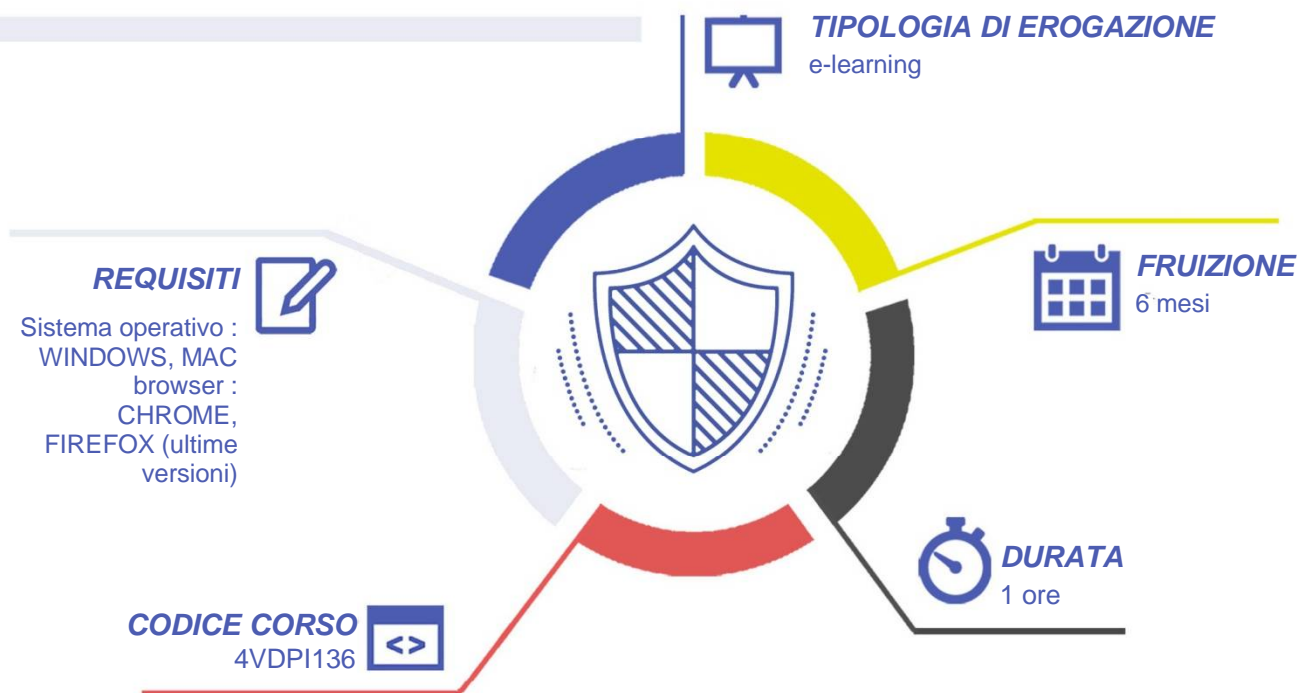 TIPOLOGIA DI EROGAZIONE
e-learning
REQUISITI
Sistema operativo :
WINDOWS, MAC
browser :
CHROME,
FIREFOX (ultime
versioni)
FRUIZIONE
6 mesi
DURATA
1 ore
CODICE CORSO
4VDPI136
<>